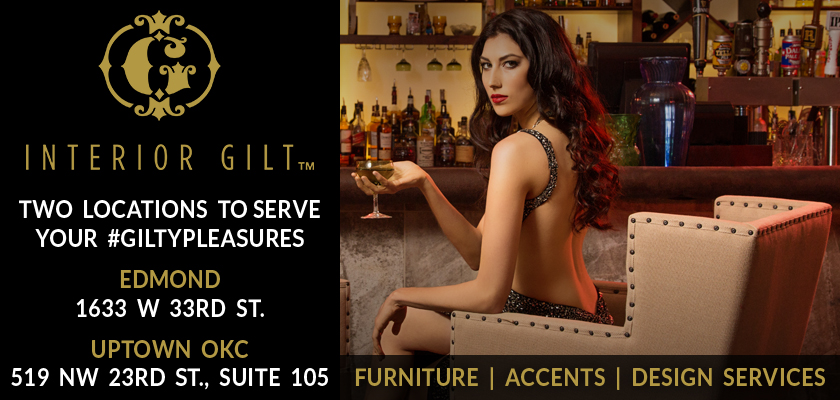 G
INTERIOR GILT™
TWO LOCATIONS TO SERVE
YOUR #GILTYPLEASURES
EDMOND
1633 W 33RD ST.
UPTOWN OKC
519 NW 23RD ST., SUITE 105
FURNITURE | ACCENTS | DESIGN SERVICES